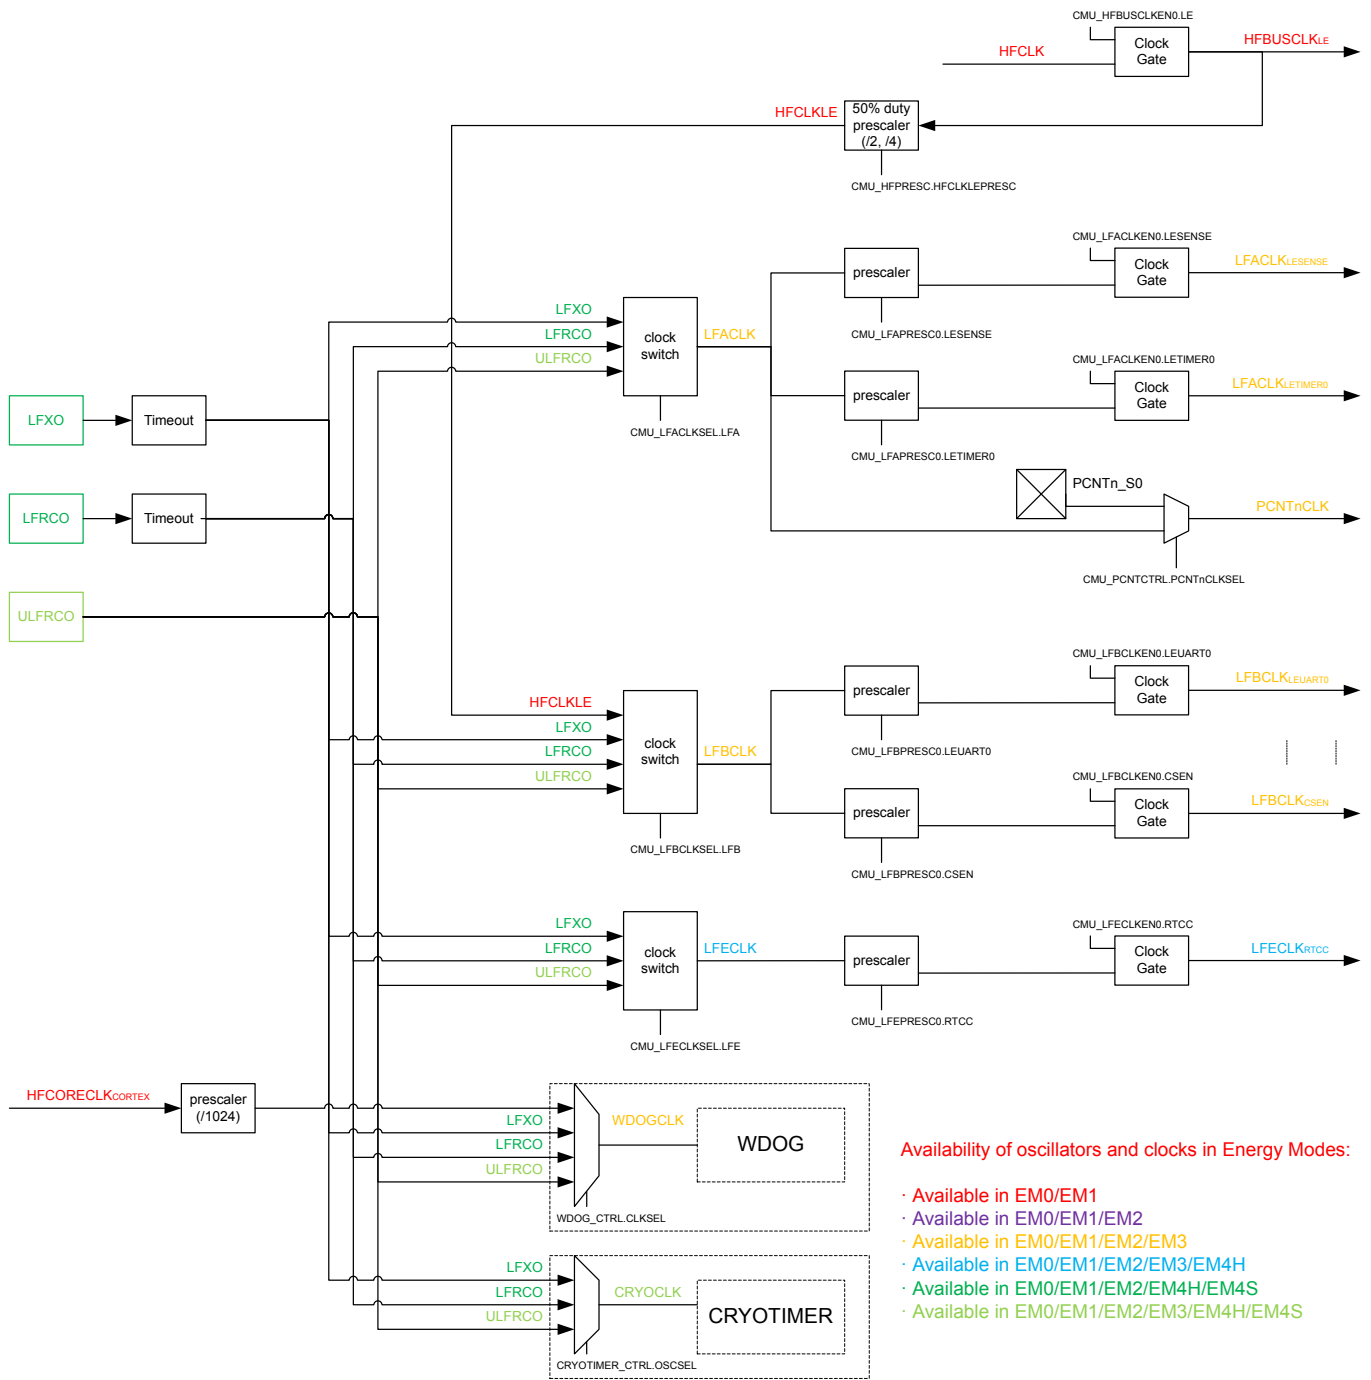 CMU_HFBUSCLKEN0.LE
HFCLK
Clock
Gate
HFBUSCLKLE
HFCLKLE
50% duty
prescaler
(/2, /4)
CMU_HFPRESC.HFCLKLEPRESC
CMU_LFACLKEN0.LESENSE
prescaler
Clock
Gate
LFACLKLESENSE
CMU_LFAPRESC0.LESENSE
LFXO
LFRCO
ULFRCO
clock
switch
LFACLK
CMU_LFACLKSEL.LFA
CMU_LFACLKEN0.LETIMER0
prescaler
Clock
Gate
LFACLKLETIMER0
CMU_LFAPRESC0.LETIMER0
LFXO
Timeout
LFRCO
Timeout
ULFRCO
PCNTn_S0
PCNTnCLK
CMU_PCNTCTRL.PCNTnCLKSEL
CMU_LFBCLKEN0.LEUART0
prescaler
Clock
Gate
LFBCLKLEUART0
CMU_LFBPRESC0.LEUART0
HFCLKLE
LFXO
LFRCO
ULFRCO
clock
switch
LFBCLK
CMU_LFBCLKSEL.LFB
CMU_LFBCLKEN0.CSEN
prescaler
Clock
Gate
LFBCLKCSEN
CMU_LFBPRESC0.CSEN
LFXO
LFRCO
ULFRCO
clock
switch
LFECLK
CMU_LFECLKSEL.LFE
CMU_LFECLKEN0.RTCC
prescaler
Clock
Gate
LFECLKRTCC
CMU_LFEPRESC0.RTCC
HFCORECLKCORTEX
prescaler
(/1024)
LFXO
LFRCO
ULFRCO
WDOGCLK
WDOG
WDOG_CTRL.CLKSEL
LFXO
LFRCO
ULFRCO
CRYOCLK
CRYOTIMER
CRYOTIMER_CTRL.OSCSEL
Availability of oscillators and clocks in Energy Modes:
· Available in EM0/EM1
· Available in EM0/EM1/EM2
· Available in EM0/EM1/EM2/EM3
· Available in EM0/EM1/EM2/EM3/EM4H
· Available in EM0/EM1/EM2/EM4H/EM4S
· Available in EM0/EM1/EM2/EM3/EM4H/EM4S